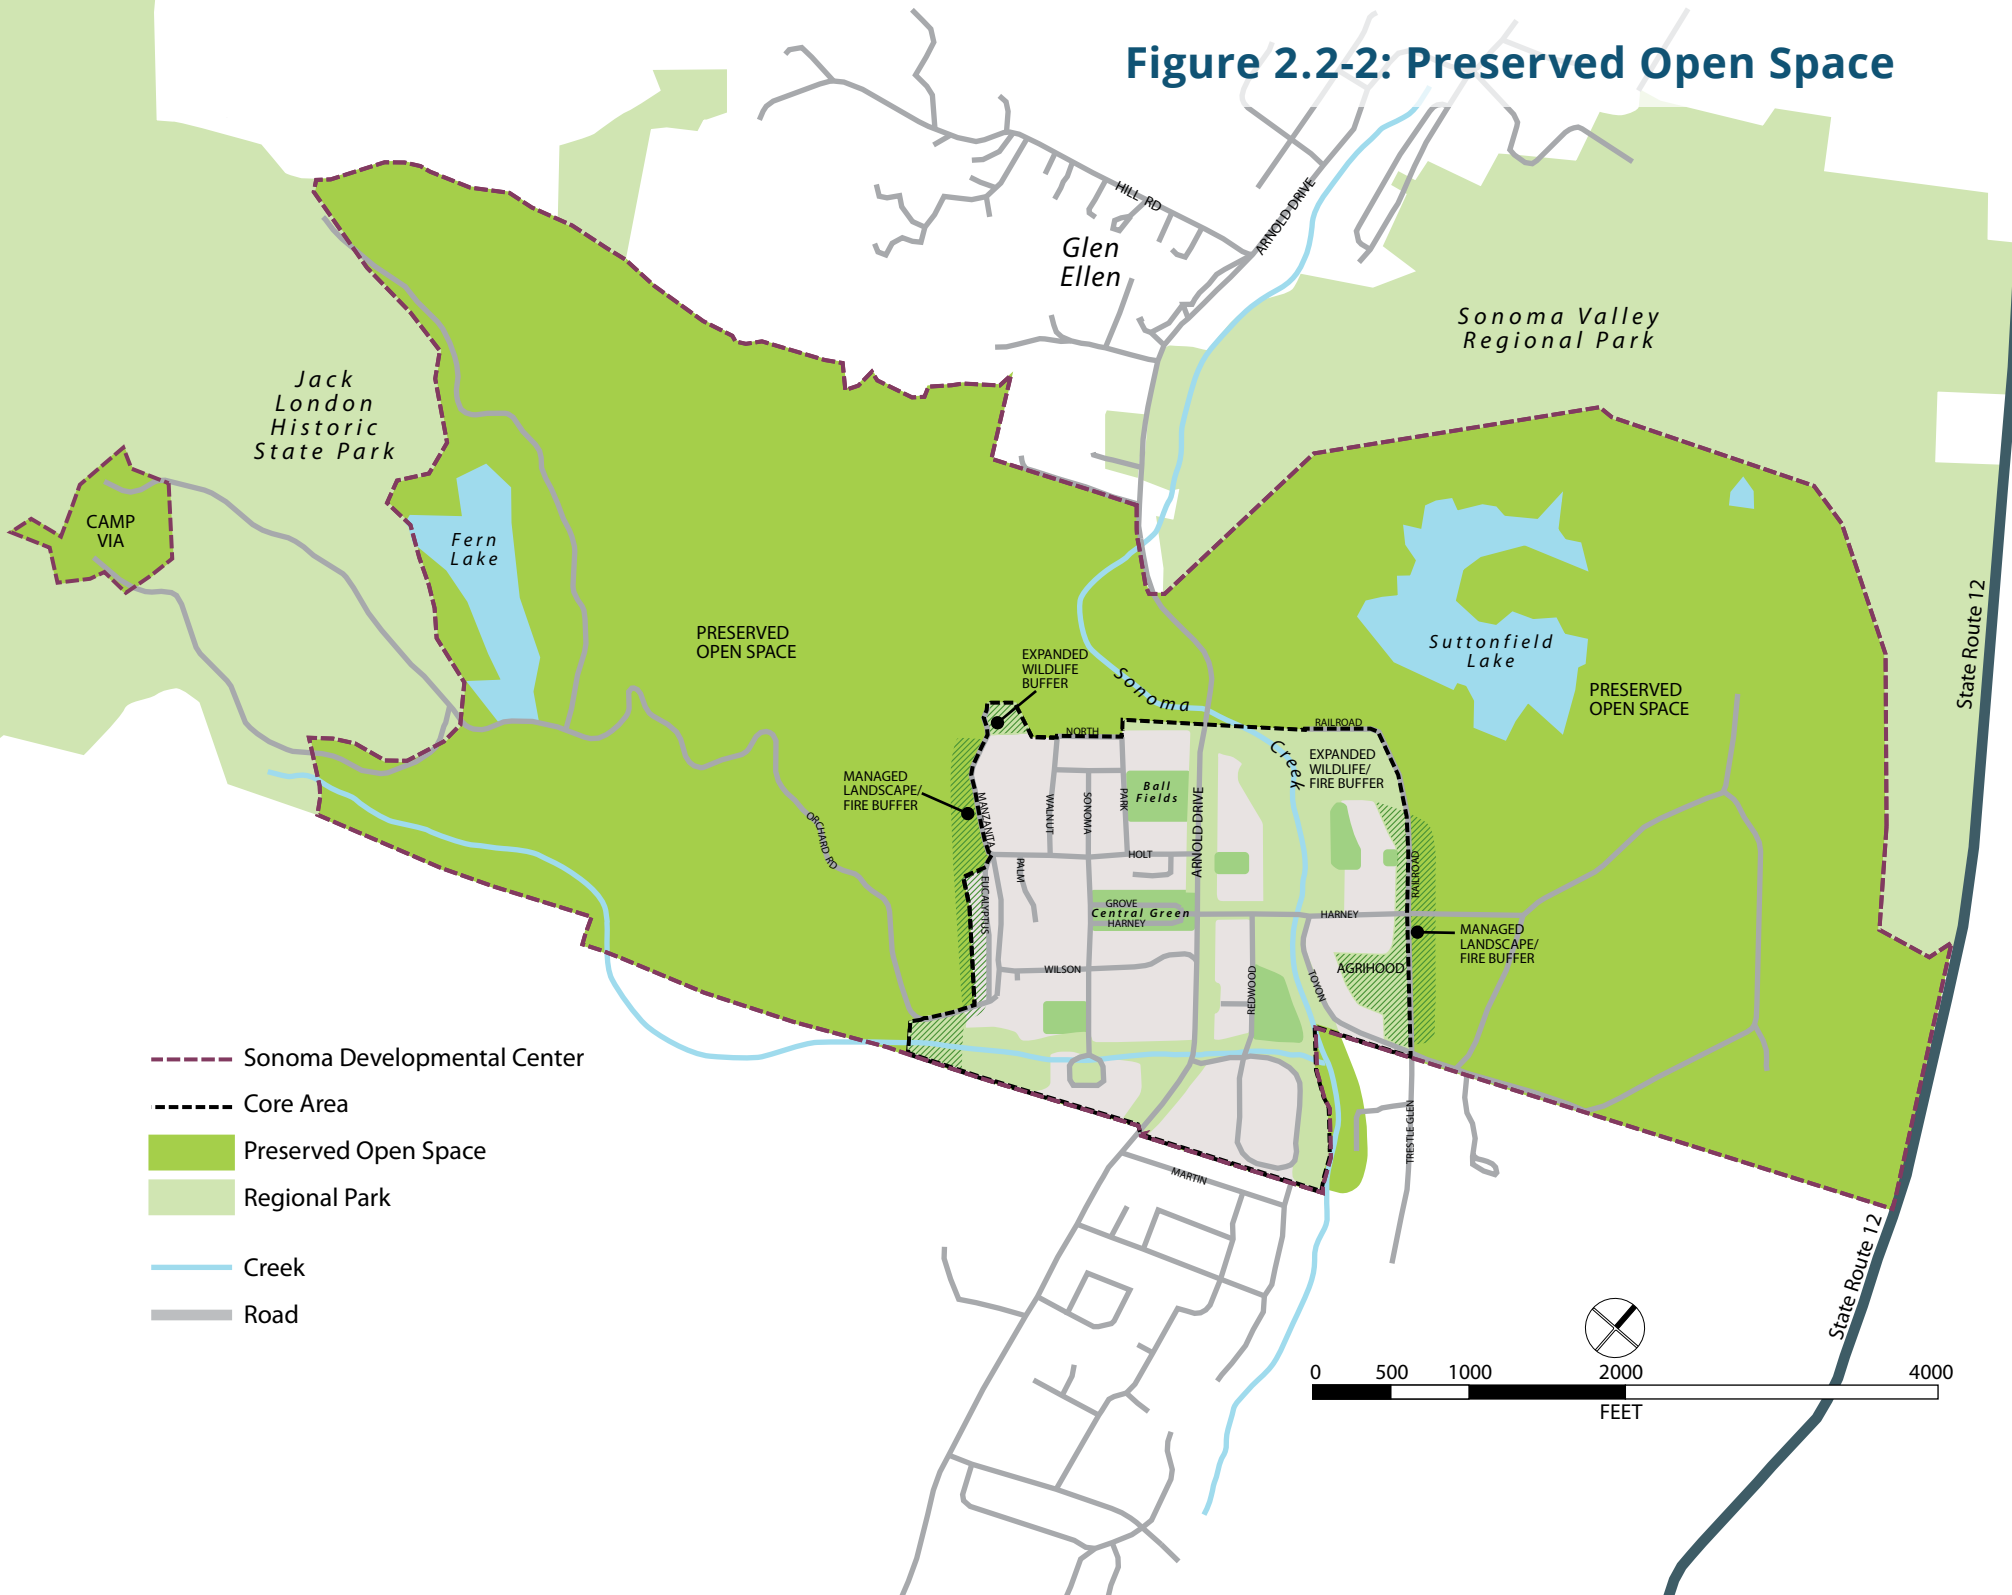 Figure 2.2-2: Preserved Open Space
HILL RD
ARNOLD DRIVE
Glen
Ellen
Sonoma Valley
Regional Park
Jack
London
Historic
State Park
CAMP
VIA
Fern
Lake
PRESERVED
OPEN SPACE
EXPANDED
WILDLIFE
BUFFER
Sonoma
Creek
Suttonfield
Lake
PRESERVED
OPEN SPACE
State Route 12
NORTH
RAILROAD
EXPANDED
WILDLIFE/
FIRE BUFFER
MANAGED
LANDSCAPE/
FIRE BUFFER
MANZANITA
WALNUT
SONOMA
PARK
Ball
Fields
ARNOLD DRIVE
ORCHARD RD
HOLT
PALM
EUCALYPTUS
RAILROAD
GROVE
Central Green
HARNEY
HARNEY
MANAGED
LANDSCAPE/
FIRE BUFFER
WILSON
REDWOOD
TOYON
AGRIHOOD
TRESTLE GLEN
MARTIN
Sonoma Developmental Center
Core Area
Preserved Open Space
Regional Park
Creek
Road
State Route 12
0 500 1000 2000 4000
FEET